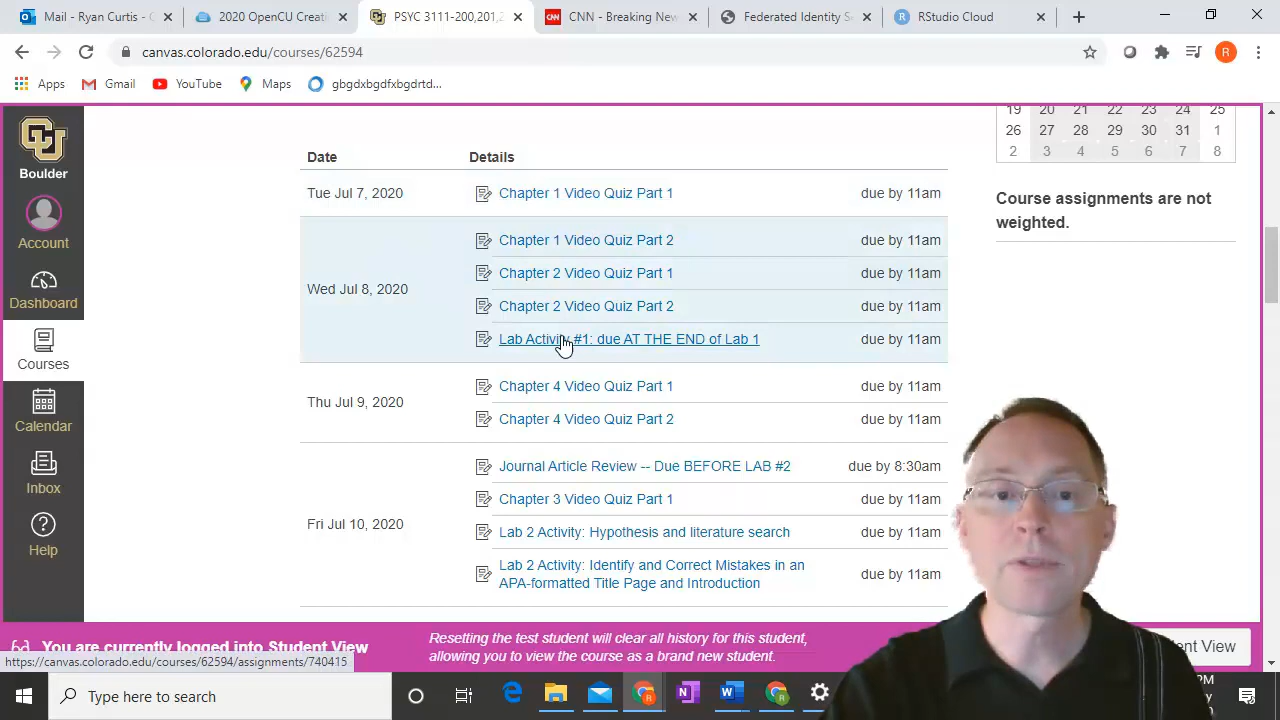 Mail - Ryan Curtis - O
2020 OpenCU Creati
PSYC 3111-200,201,2
CNN - Breaking New
Federated Identity S
RStudio Cloud
canvas.colorado.edu/courses/62594
R
Apps
Gmail
YouTube
Maps
gbgdxbgdfxbgdrtd...
CU
Boulder
Account
Dashboard
Courses
Calendar
Inbox
Help
Date Details
Tue Jul 7, 2020 Chapter 1 Video Quiz Part 1 due by 11am
Chapter 1 Video Quiz Part 2 due by 11am
Chapter 2 Video Quiz Part 1 due by 11am
Wed Jul 8, 2020
Chapter 2 Video Quiz Part 2 due by 11am
Lab Activity #1: due AT THE END of Lab 1 due by 11am
Chapter 4 Video Quiz Part 1 due by 11am
Thu Jul 9, 2020
Chapter 4 Video Quiz Part 2 due by 11am
Journal Article Review -- Due BEFORE LAB #2 due by 8:30am
Chapter 3 Video Quiz Part 1 due by 11am
Fri Jul 10, 2020
Lab 2 Activity: Hypothesis and literature search due by 11am
Lab 2 Activity: Identify and Correct Mistakes in an
APA-formatted Title Page and Introduction due by 11am
19 20 21 22 23 24 25
26 27 28 29 30 31 1
2 3 4 5 6 7 8
Course assignments are not
weighted.
You are currently logged into Student View
Resetting the test student will clear all history for this student,
allowing you to view the course as a brand new student.
ent View
https://canvas.colorado.edu/courses/62594/assignments/740415
Type here to search